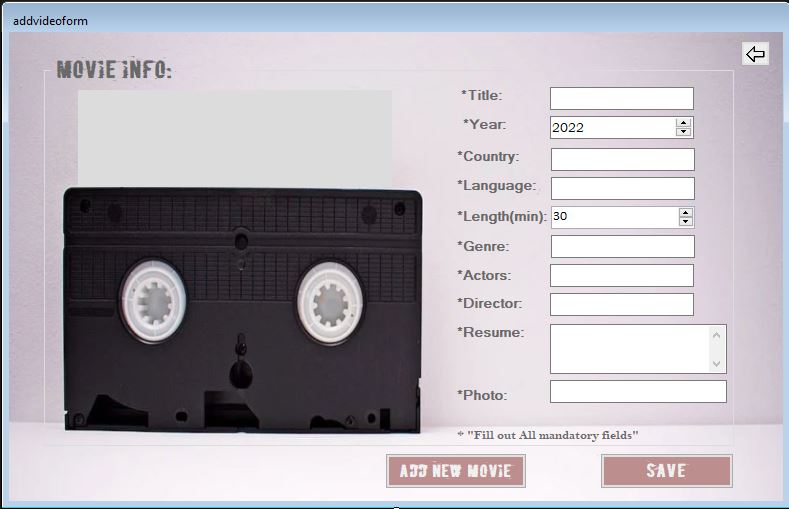 addvideoform
MOVIE INFO:
*Title:
*Year: 2022
*Country:
*Language:
*Length(min): 30
*Genre:
*Actors:
*Director:
*Resume:
*Photo:
* "Fill out All mandatory fields"
ADD NEW MOVIE
SAVE